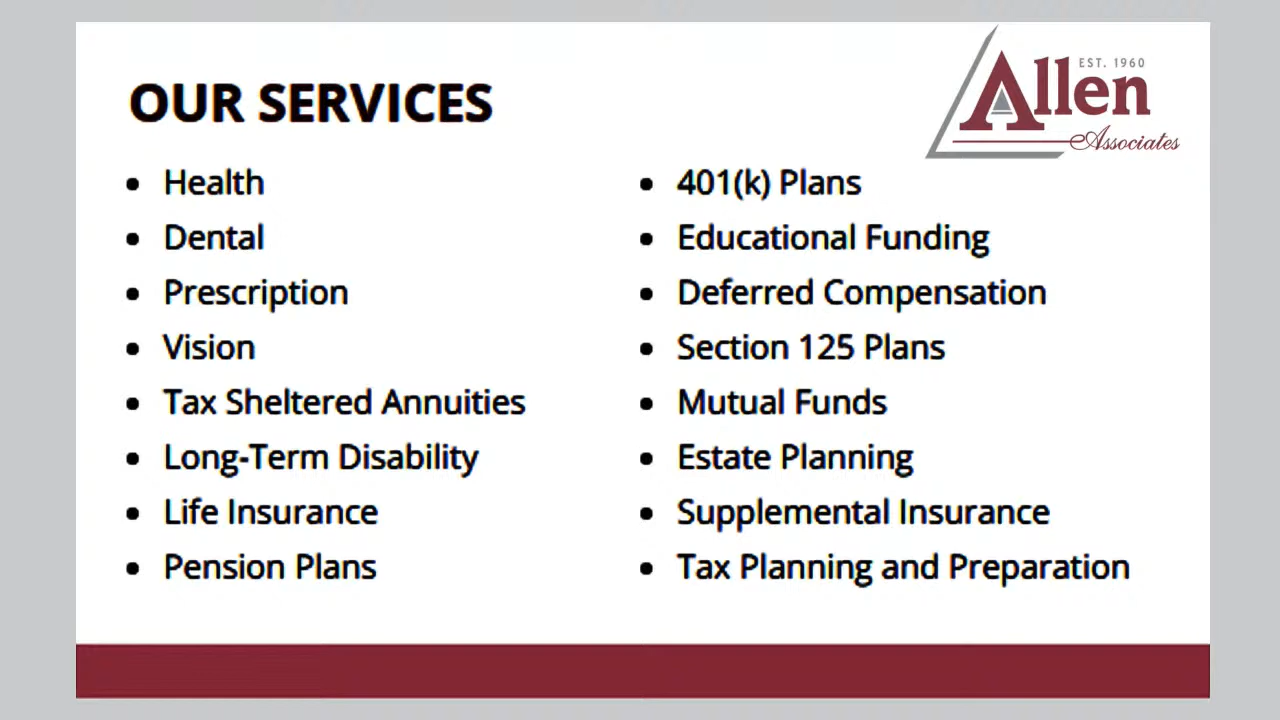 OUR SERVICES
EST. 1960
Allen
Associates
Health
Dental
Prescription
Vision
Tax Sheltered Annuities
Long-Term Disability
Life Insurance
Pension Plans
401(k) Plans
Educational Funding
Deferred Compensation
Section 125 Plans
Mutual Funds
Estate Planning
Supplemental Insurance
Tax Planning and Preparation